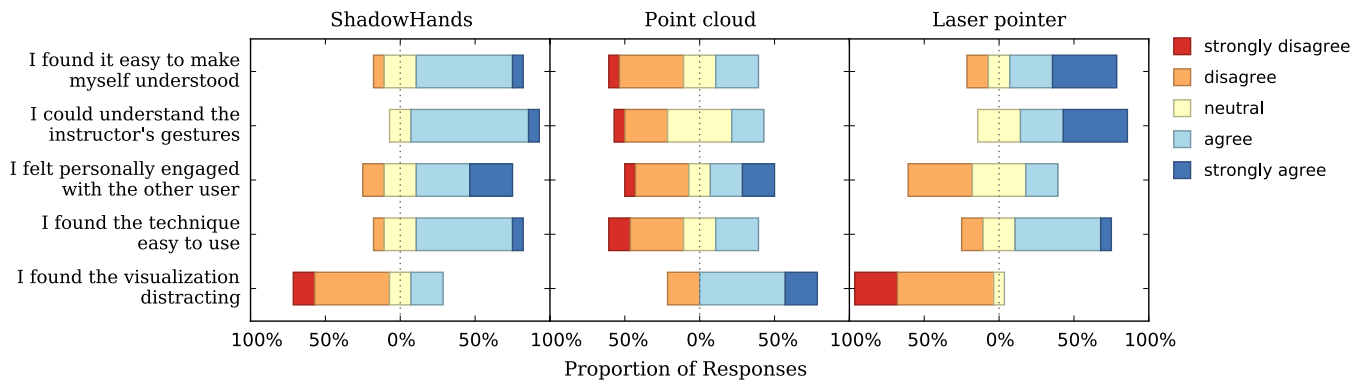 ShadowHands
Point cloud
Laser pointer
I found it easy to make
myself understood
I could understand the
instructor's gestures
I felt personally engaged
with the other user
I found the technique
easy to use
I found the visualization
distracting
strongly disagree
disagree
neutral
agree
strongly agree
100% 50% 0% 50% 100% 50% 0% 50% 100% 50% 0% 50% 100%
Proportion of Responses